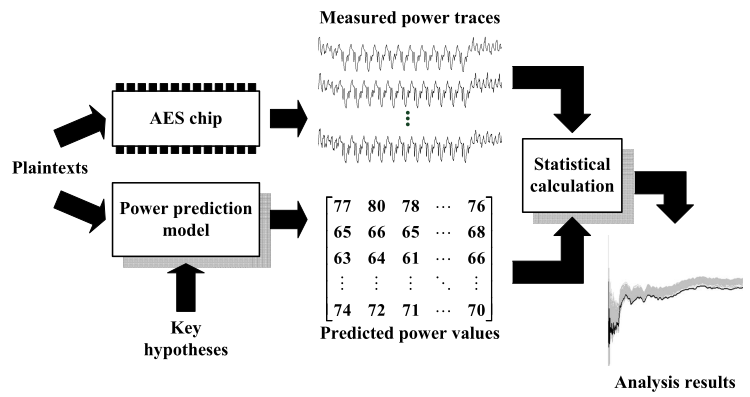 Measured power traces
AES chip
Plaintexts
Power prediction
model
Key
hypotheses
77 80 78 ⋯ 76
65 66 65 ⋯ 68
63 64 61 ⋯ 66
⋮ ⋮ ⋮ ⋱ ⋮
74 72 71 ⋯ 70
Predicted power values
Statistical
calculation
Analysis results